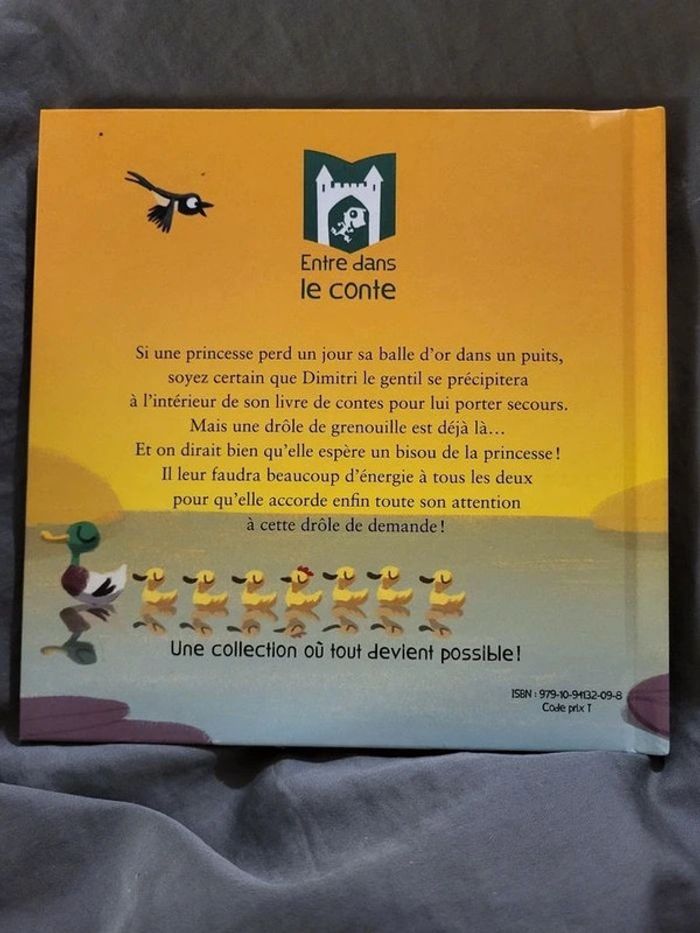 Entre dans
le conte
Si une princesse perd un jour sa balle d'or dans un puits,
soyez certain que Dimitri le gentil se précipitera
à l'intérieur de son livre de contes pour lui porter secours.
Mais une drôle de grenouille est déjà là...
Et on dirait bien qu'elle espère un bisou de la princesse !
Il leur faudra beaucoup d'énergie à tous les deux
pour qu'elle accorde enfin toute son attention
à cette drôle de demande !
Une collection où tout devient possible !
ISBN : 979-10-94132-09-8
Code prix T